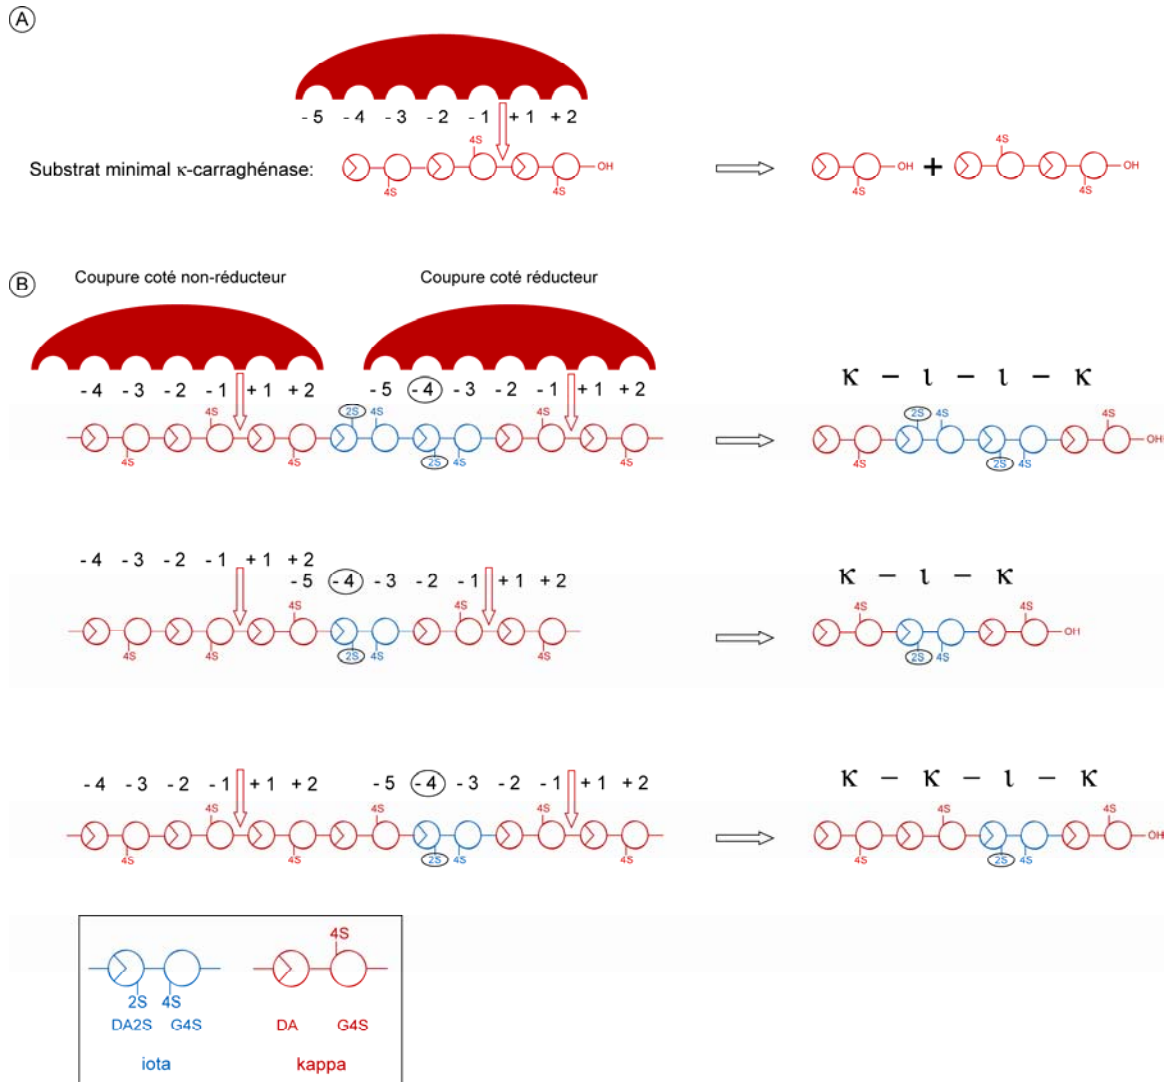 A
- 5 - 4 - 3 - 2 - 1 + 1 + 2
4S
4S
Substrat minimal κ-carraghénase: OH OH + OH
4S 4S 4S 4S
Coupure coté non-réducteur Coupure coté réducteur
B
κ – ι – ι – κ
- 4 - 3 - 2 - 1 + 1 + 2 - 5 - 4 - 3 - 2 - 1 + 1 + 2
4S 2S 4S 4S 2S 4S 4S
OH
4S 4S 2S 4S 4S 4S 2S 4S
- 4 - 3 - 2 - 1 + 1 + 2
κ – ι – κ
- 5 - 4 - 3 - 2 - 1 + 1 + 2
4S 4S 4S 4S
OH
4S 4S 2S 4S 4S 2S 4S
κ – κ – ι – κ
- 4 - 3 - 2 - 1 + 1 + 2 - 5 - 4 - 3 - 2 - 1 + 1 + 2
4S 4S 4S 4S 4S
OH
4S 4S 2S 4S 4S 4S 2S 4S
4S
2S 4S
DA2S G4S DA G4S
iota kappa